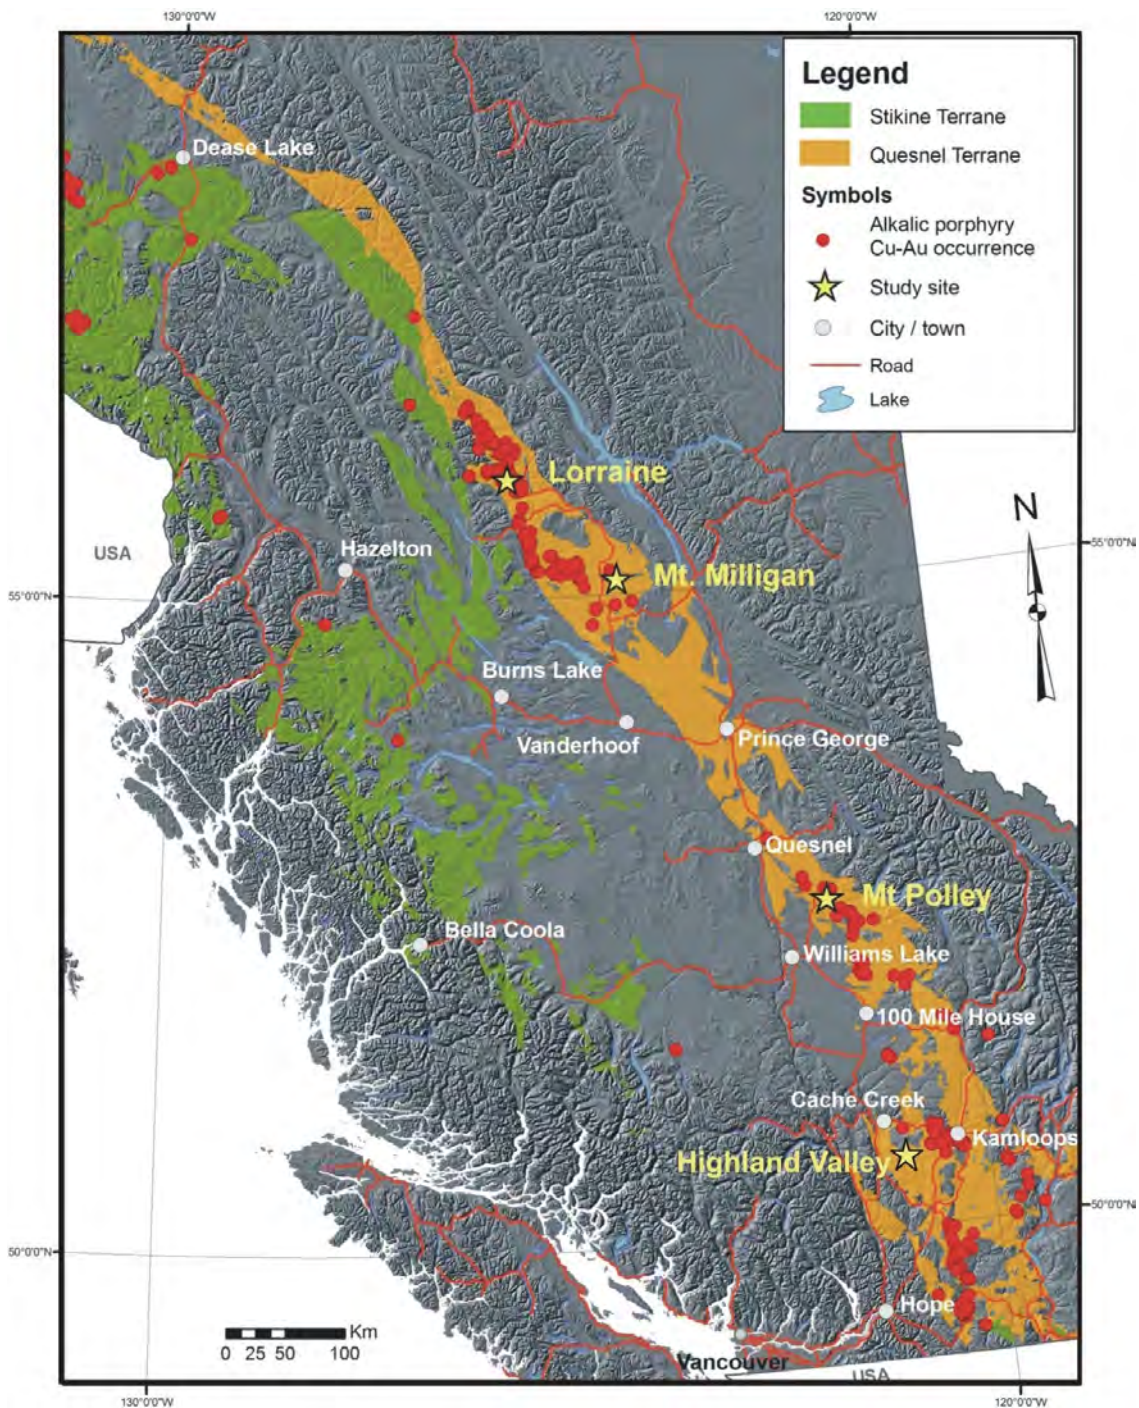 130°0'0"W
120°0'0"W
Legend
Stikine Terrane
Quesnel Terrane
Symbols
Alkalic porphyry
Cu-Au occurrence
Study site
City / town
Road
Lake
Dease Lake
Lorraine
N
USA
Hazelton
55°0'0"N
Mt. Milligan
55°0'0"N
Burns Lake
Vanderhoof
Prince George
Quesnel
Mt Polley
Bella Coola
Williams Lake
100 Mile House
Cache Creek
Kamloops
Highland Valley
50°0'0"N
50°0'0"N
Hope
Km
0 25 50 100
Vancouver
USA
130°0'0"W
120°0'0"W